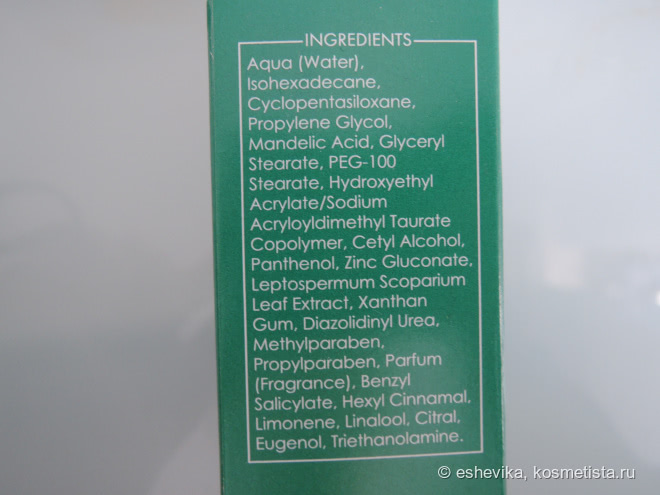 INGREDIENTS
Aqua (Water),
Isohexadecane,
Cyclopentasiloxane,
Propylene Glycol,
Mandelic Acid, Glyceryl
Stearate, PEG-100
Stearate, Hydroxyethyl
Acrylate/Sodium
Acryloyldimethyl Taurate
Copolymer, Cetyl Alcohol,
Panthenol, Zinc Gluconate,
Leptospermum Scoparium
Leaf Extract, Xanthan
Gum, Diazolidinyl Urea,
Methylparaben,
Propylparaben, Parfum
(Fragrance), Benzyl
Salicylate, Hexyl Cinnamal,
Limonene, Linalool, Citral,
Eugenol, Triethanolamine.
© eshevika, kosmetista.ru